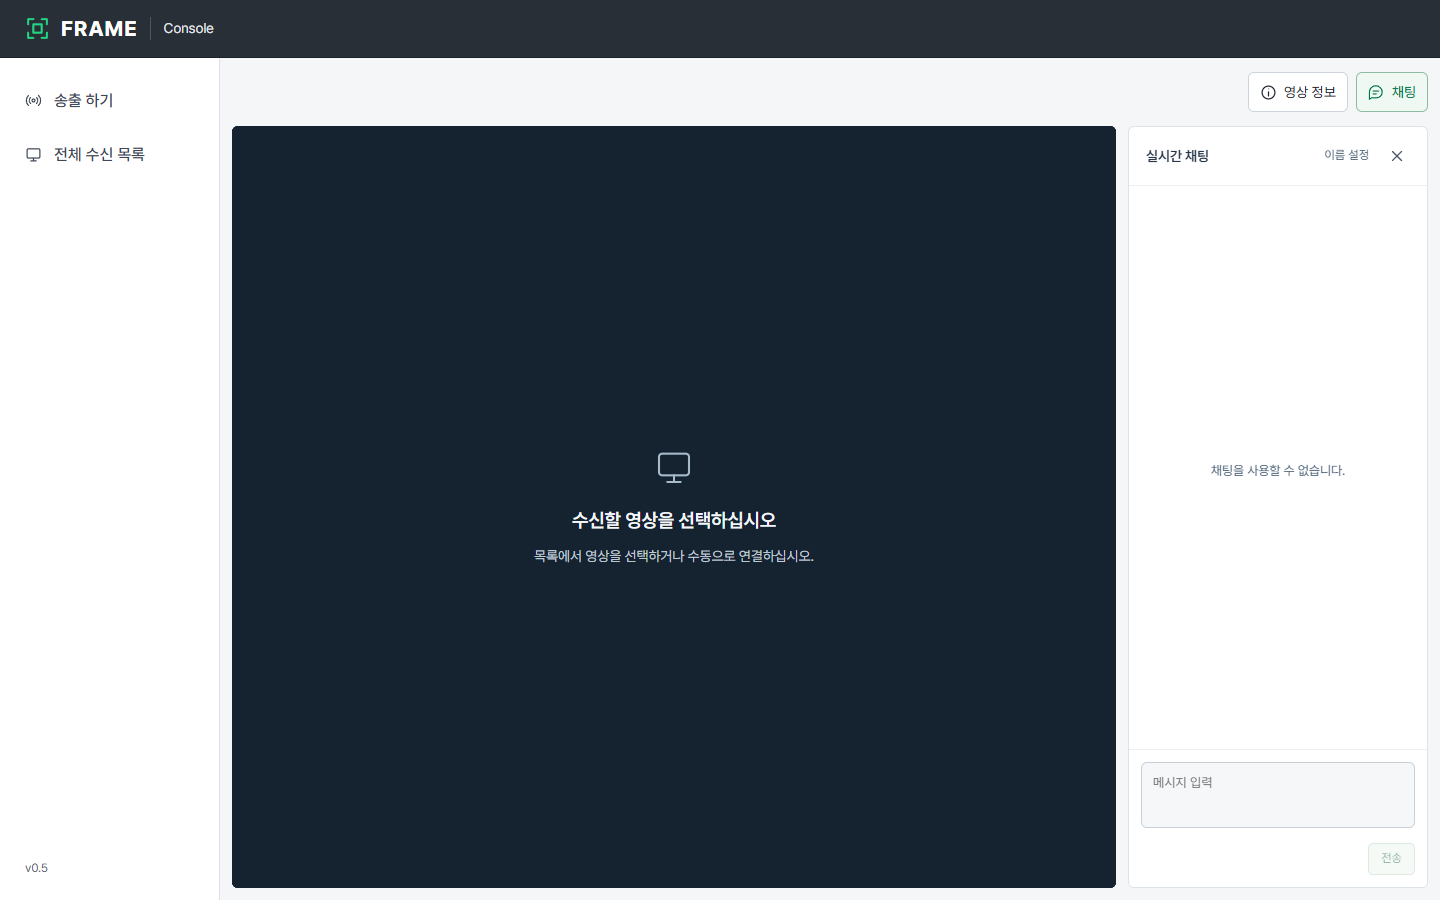 FRAME
Console
송출 하기
전체 수신 목록
v0.5
영상 정보
채팅
수신할 영상을 선택하십시오
목록에서 영상을 선택하거나 수동으로 연결하십시오.
실시간 채팅
이름 설정
채팅을 사용할 수 없습니다.
메시지 입력
전송